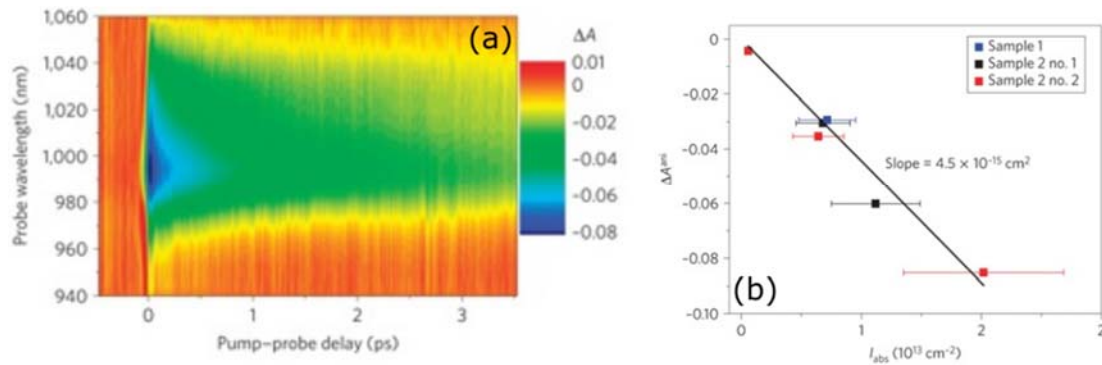 (a)
ΔA
1,060
1,040
1,020
1,000
980
960
940
0.01
0
-0.02
-0.04
-0.06
-0.08
Probe wavelength (nm)
0
1
2
3
Pump–probe delay (ps)
Sample 1
Sample 2 no. 1
Sample 2 no. 2
0
-0.02
-0.04
-0.06
-0.08
-0.10
ΔA^ani
Slope = 4.5 × 10⁻¹⁵ cm²
(b)
0
1
2
2
I_abs (10¹³ cm⁻²)